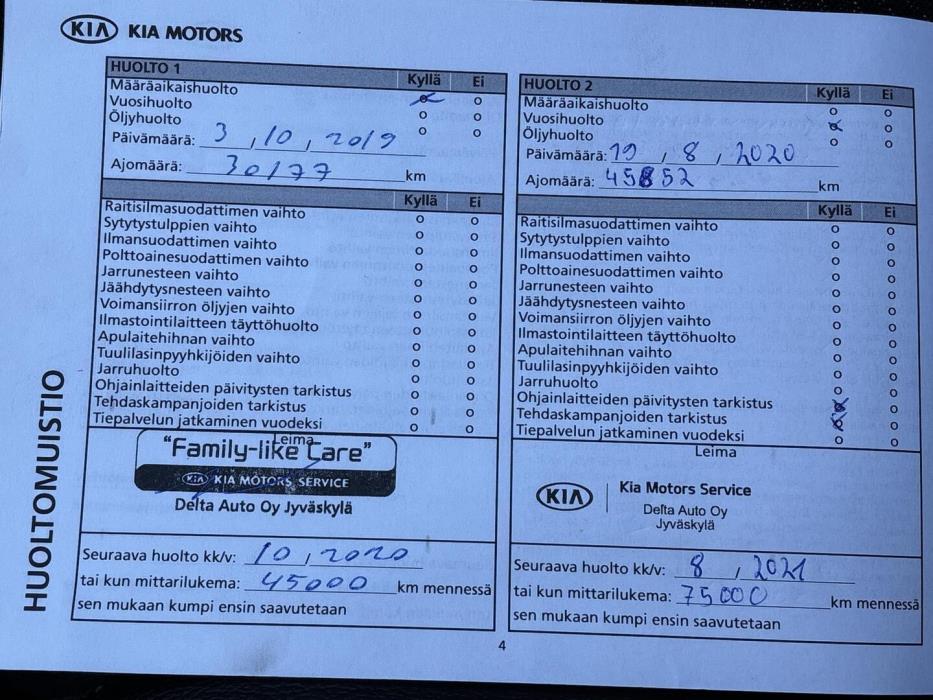 KIA KIA MOTORS
HUOLTOMUISTIO
HUOLTO 1
Kyllä Ei
Määräaikaishuolto
Vuosihuolto
Öljyhuolto
Päivämäärä: 3 , 10 , 2019
Ajomäärä: 30177 km
Kyllä Ei
Raitisilmasuodattimen vaihto
Sytytystulppien vaihto
Ilmansuodattimen vaihto
Polttoainesuodattimen vaihto
Jarrunesteen vaihto
Jäähdytysnesteen vaihto
Voimansiirron öljyjen vaihto
Ilmastointilaitteen täyttöhuolto
Apulaitehihnan vaihto
Tuulilasinpyyhkijöiden vaihto
Jarruhuolto
Ohjainlaitteiden päivitysten tarkistus
Tehdaskampanjoiden tarkistus
Tiepalvelun jatkaminen vuodeksi
Leima
"Family-like Care"
KIA KIA MOTORS SERVICE
Delta Auto Oy Jyväskylä
Seuraava huolto kk/v: 10 , 2020
tai kun mittarilukema: 45000 km mennessä
sen mukaan kumpi ensin saavutetaan
HUOLTO 2
Kyllä Ei
Määräaikaishuolto
Vuosihuolto
Öljyhuolto
Päivämäärä: 19 , 8 , 2020
Ajomäärä: 45852 km
Kyllä Ei
Raitisilmasuodattimen vaihto
Sytytystulppien vaihto
Ilmansuodattimen vaihto
Polttoainesuodattimen vaihto
Jarrunesteen vaihto
Jäähdytysnesteen vaihto
Voimansiirron öljyjen vaihto
Ilmastointilaitteen täyttöhuolto
Apulaitehihnan vaihto
Tuulilasinpyyhkijöiden vaihto
Jarruhuolto
Ohjainlaitteiden päivitysten tarkistus
Tehdaskampanjoiden tarkistus
Tiepalvelun jatkaminen vuodeksi
Leima
KIA Kia Motors Service
Delta Auto Oy
Jyväskylä
Seuraava huolto kk/v: 8 , 2021
tai kun mittarilukema: 75000 km mennessä
sen mukaan kumpi ensin saavutetaan
4